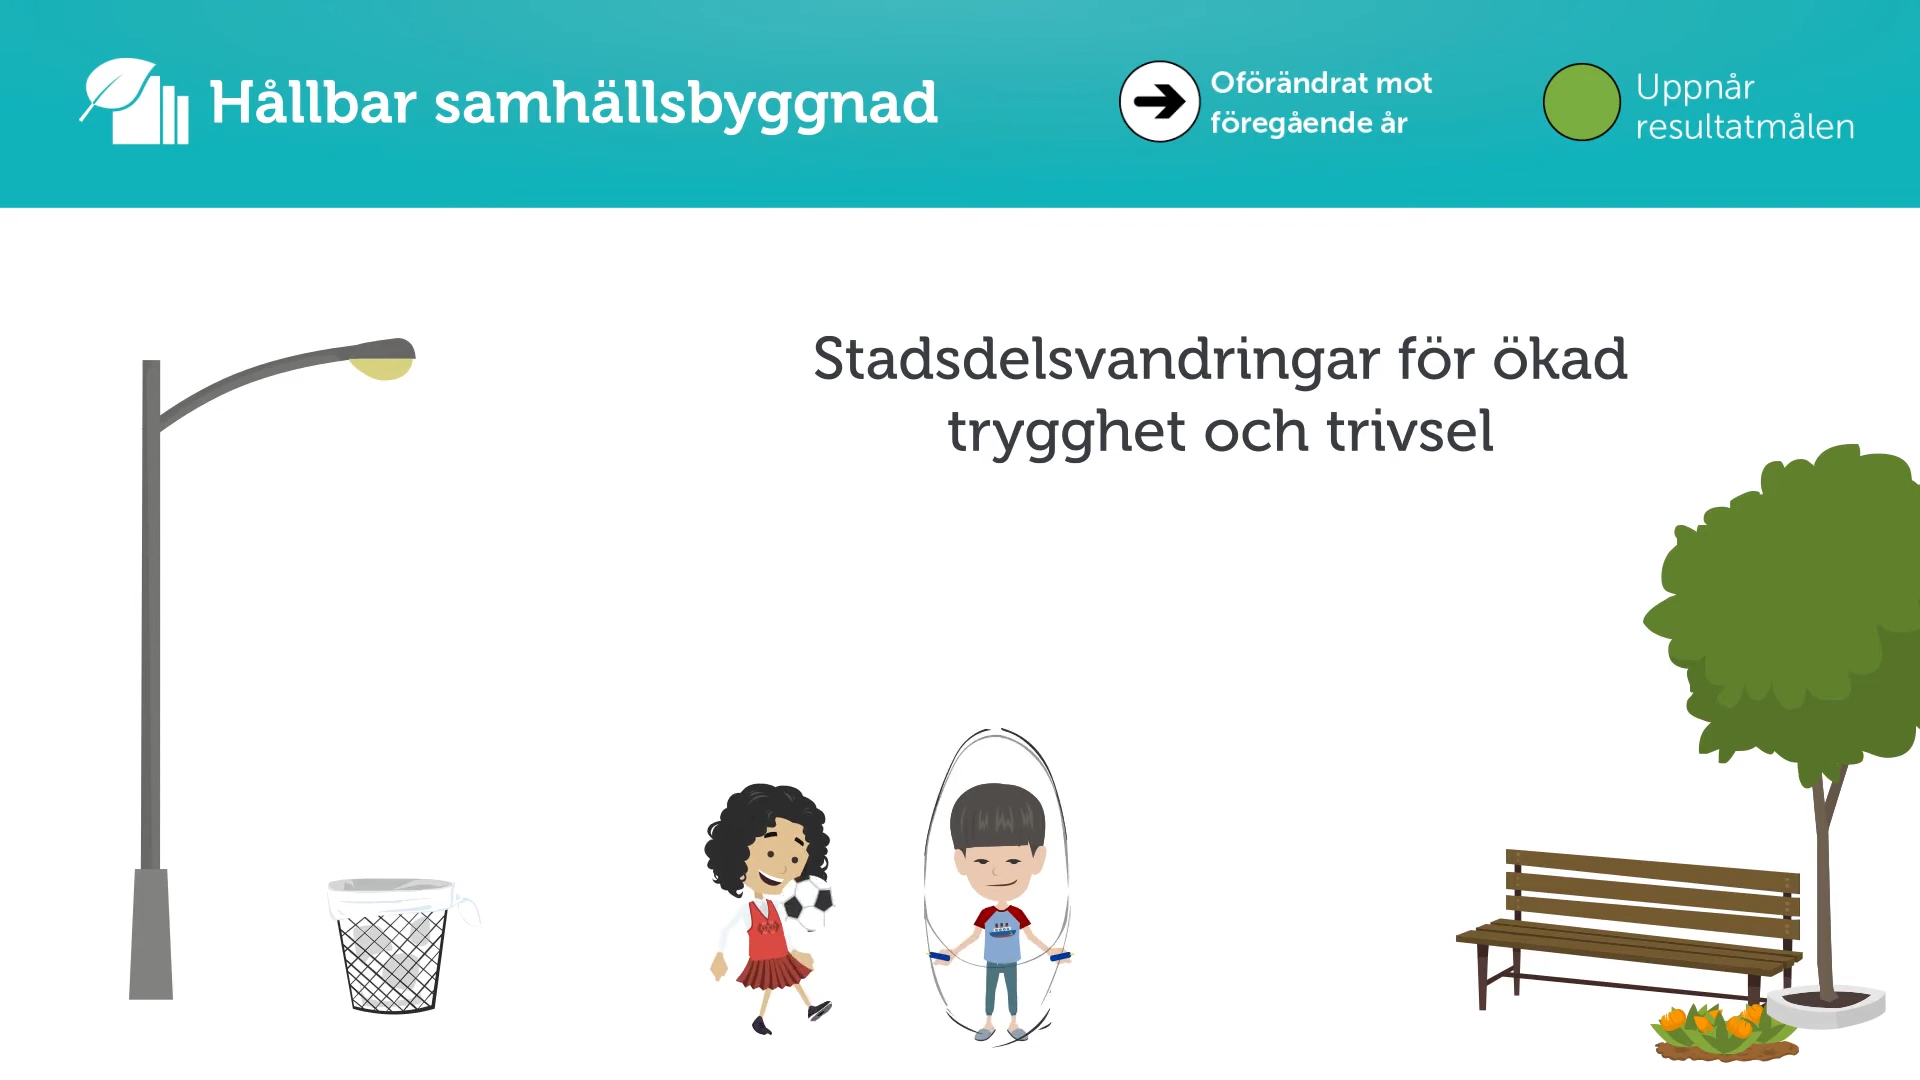 Hållbar samhällsbyggnad
Oförändrat mot
föregående år
Uppnår
resultatmålen
Stadsdelsvandringar för ökad
trygghet och trivsel